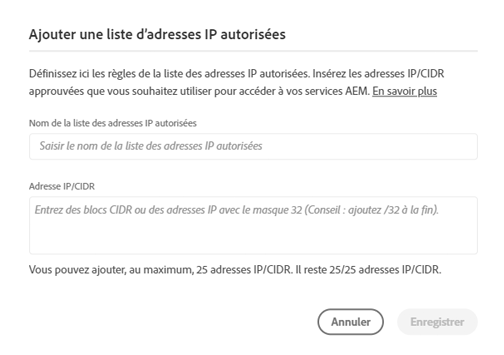 Ajouter une liste d’adresses IP autorisées
Définissez ici les règles de la liste des adresses IP autorisées. Insérez les adresses IP/CIDR
approuvées que vous souhaitez utiliser pour accéder à vos services AEM. En savoir plus
Nom de la liste des adresses IP autorisées
Saisir le nom de la liste des adresses IP autorisées
Adresse IP/CIDR
Entrez des blocs CIDR ou des adresses IP avec le masque 32 (Conseil : ajoutez /32 à la fin).
Vous pouvez ajouter, au maximum, 25 adresses IP/CIDR. Il reste 25/25 adresses IP/CIDR.
Annuler Enregistrer